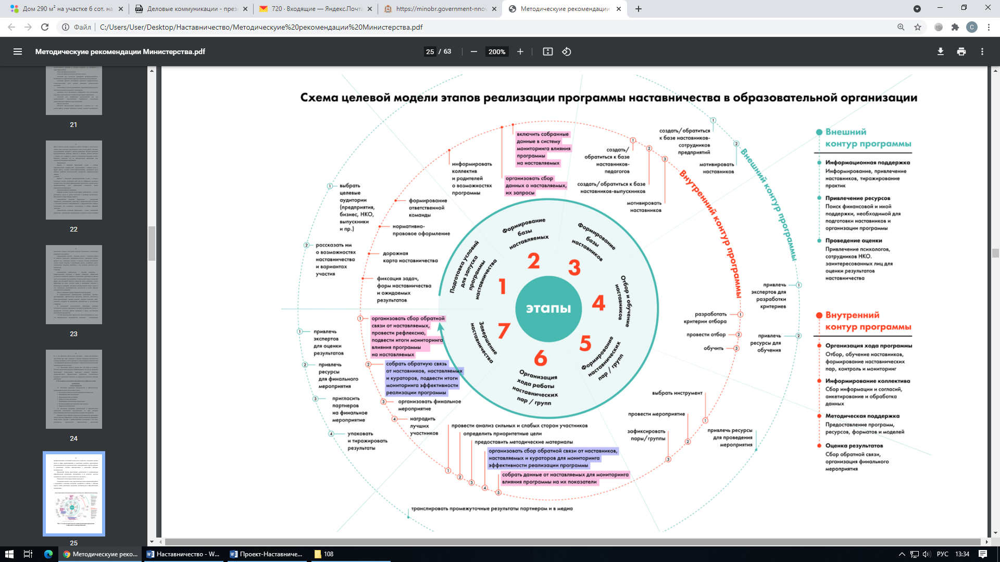 Дом 290 м² на участке 6 сот. на
Деловые коммуникации - през
720 · Входящие — Яндекс.Почта
https://minobr.government-nnov
Методическуие рекомендации
Файл
C:/Users/User/Desktop/Наставничество/Методическуие%20рекомендации%20Министерства.pdf
С
Методическуие рекомендации Министерства.pdf
25 / 63
200%
21
22
23
24
25
Схема целевой модели этапов реализации программы наставничества в образовательной организации
включить собранные
данные в систему
мониторинга влияния
программы
на наставляемых
организовать сбор
данных о наставляемых,
их запросы
информировать
коллектив
и родителей
о возможностях
программы
формирование
ответственной
команды
нормативно-
правовое оформление
дорожная
карта наставничества
фиксация задач,
форм наставничества
и ожидаемых
результатов
1
выбрать
целевые
аудитории
(предприятия,
бизнес, НКО,
выпускники
и пр.)
2
рассказать им
о возможностях
наставничества
и вариантах
участия
1
создать/
обратиться к базе
наставников-
педагогов
2
создать/обратиться к базе
наставников-выпускников
3
мотивировать
наставников
1
создать/обратиться
к базе наставников-
сотрудников
предприятий
2
мотивировать
наставников
Внутренний контур программы
Внешний контур программы
этапы
1
Подготовка условий
для запуска
программы
наставничества
2
Формирование
базы
наставляемых
3
Формирование
базы
наставников
4
Отбор и обучение
наставников
5
Формирование
наставнических
пар / групп
6
Организация
хода работы
наставнических
пар / групп
7
Завершение
наставничества
1
привлечь
экспертов для
разработки
критериев
2
привлечь
ресурсы для
обучения
1
разработать
критерии отбора
2
провести отбор
3
обучить
1
выбрать инструмент
2
провести мероприятие
3
зафиксировать
пары/группы
привлечь ресурсы
для проведения
мероприятия
1
организовать сбор обратной
связи от наставляемых,
провести рефлексию,
подвести итоги мониторинга
влияния программы
на наставляемых
2
собрать обратную связь
от наставников, наставляемых
и кураторов, подвести итоги
мониторинга эффективности
реализации программы
3
организовать финальное
мероприятие
4
наградить
лучших
участников
1
привлечь
экспертов
для оценки
результатов
2
привлечь
ресурсы
для финального
мероприятия
3
пригласить
партнеров
на финальное
мероприятие
4
упаковать
и тиражировать
результаты
провести анализ сильных и слабых сторон участников
определить приоритетные цели
предоставить методические материалы
организовать сбор обратной связи от наставников,
наставляемых и кураторов для мониторинга
эффективности реализации программы
собрать данные от наставляемых для мониторинга
влияния программы на их показатели
1
2
3
4
5
транслировать промежуточные результаты партнерам и в медиа
Внешний
контур программы
Информационная поддержка
Информирование, привлечение
наставников, тиражирование
практик
Привлечение ресурсов
Поиск финансовой и иной
поддержки, необходимой для
подготовки наставников и
организации программы
Проведение оценки
Привлечение психологов,
сотрудников НКО.
заинтересованных лиц для
оценки результатов
наставничества
Внутренний
контур программы
Организация хода программы
Отбор, обучение наставников,
формирование наставнических
пар, контроль и мониторинг
Информирование коллектива
Сбор информации и согласий,
анкетирование и обработка
данных
Методическая поддержка
Предоставление программ,
ресурсов, форматов и моделей
Оценка результатов
Сбор обратной связи,
организация финального
мероприятия
Методическуие реко...
Наставничество - W...
Проект-Наставниче...
108
РУС
13:34